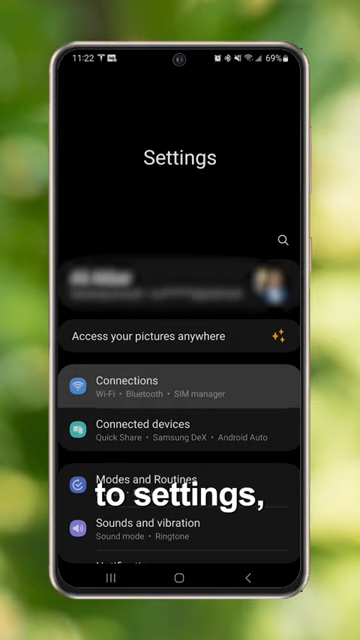 11:22
69%
Settings
Access your pictures anywhere
Connections
Wi-Fi • Bluetooth • SIM manager
Connected devices
Quick Share • Samsung DeX • Android Auto
Modes and Routines
to settings,
Sounds and vibration
Sound mode • Ringtone